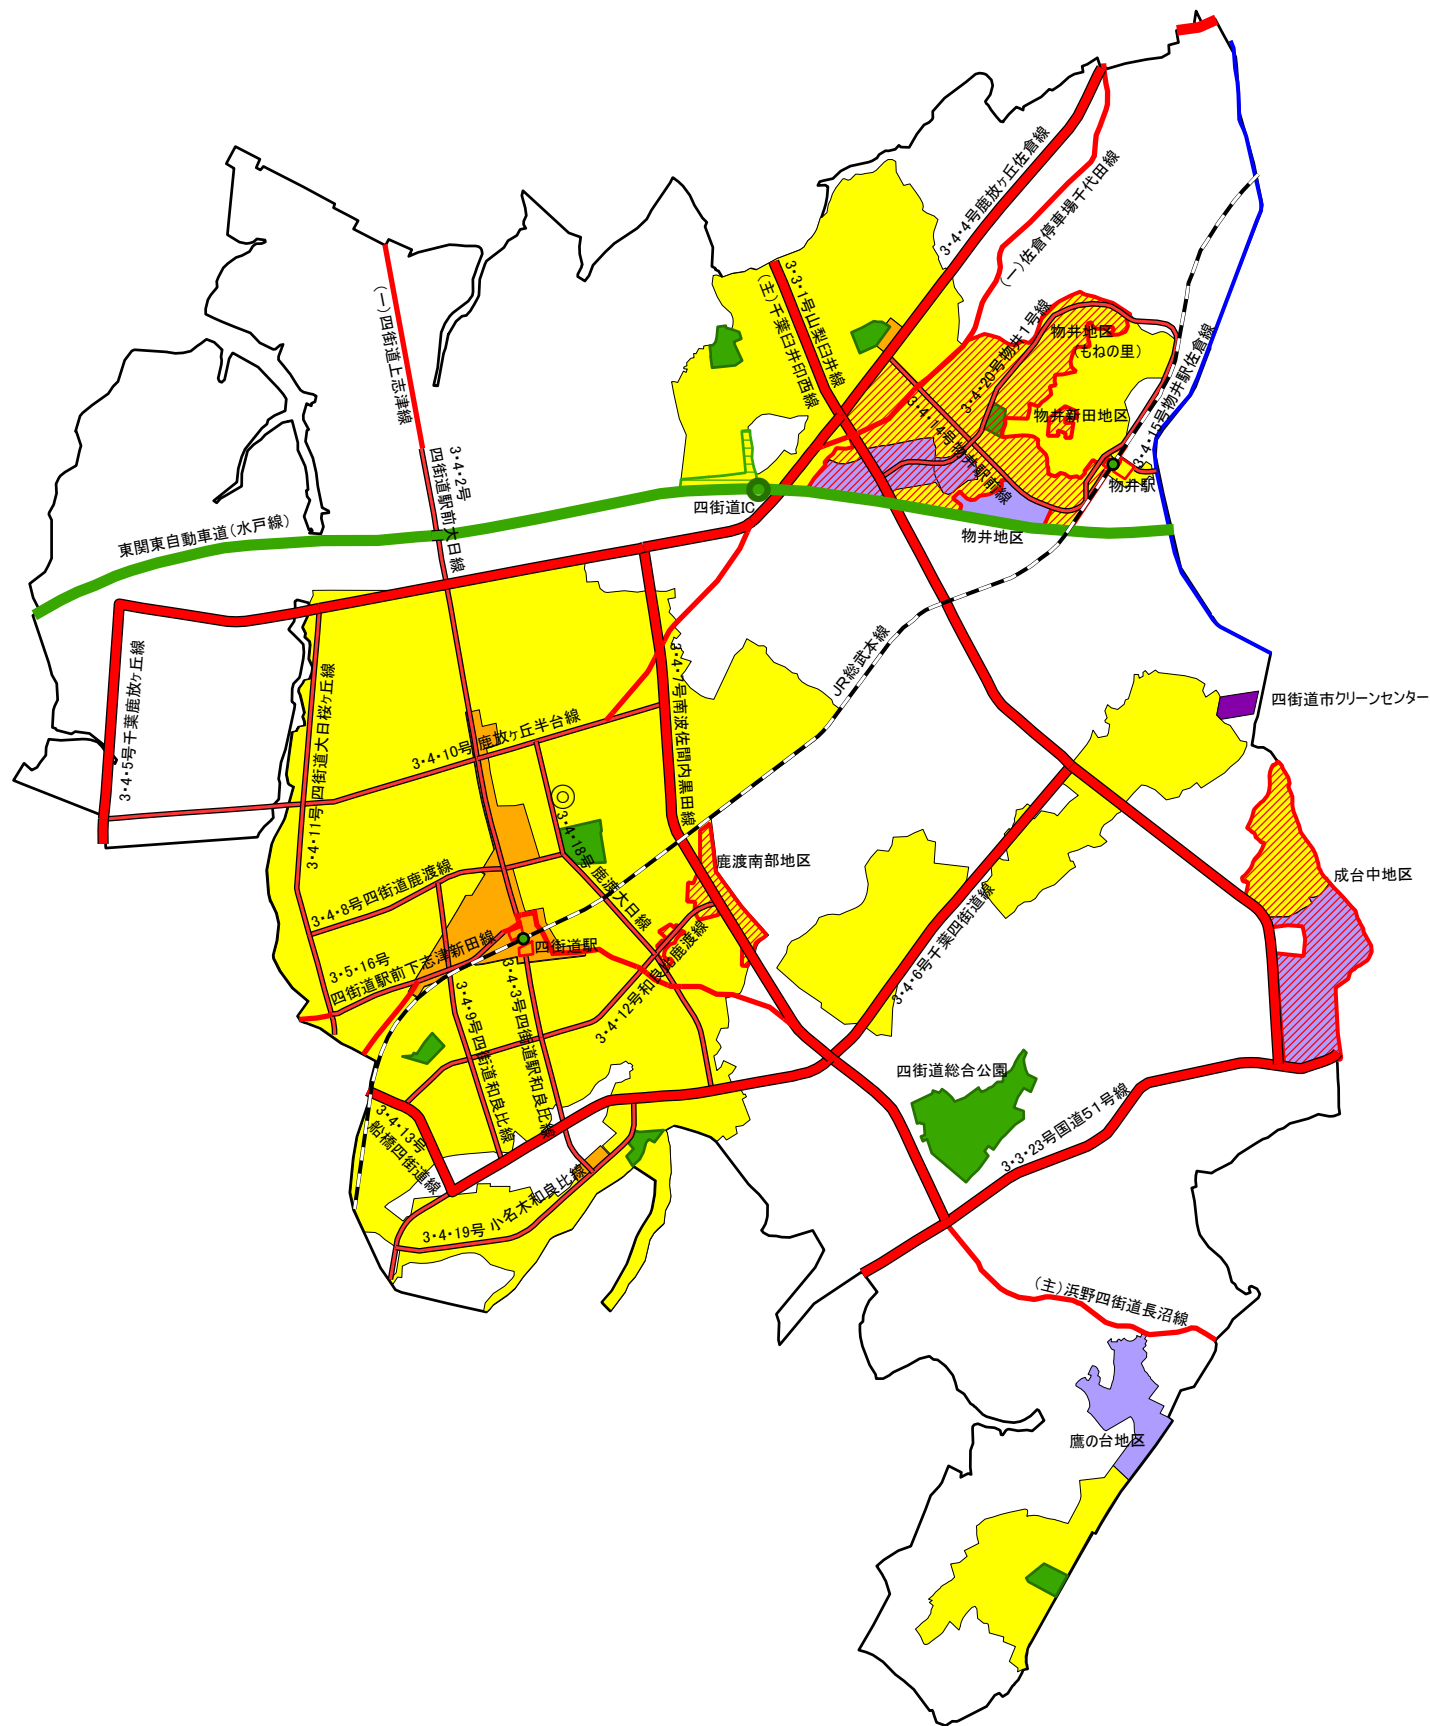 3・4・4号鹿放ヶ丘佐倉線
(一)佐倉停車場千代田線
3・3・1号山梨臼井線
(主)千葉臼井印西線
(一)四街道上志津線
3・4・20号物井1号線
物井地区
(もねの里)
3・4・15号物井駅佐倉線
物井新田地区
3・4・14号物井駅前線
物井駅
3・4・2号
四街道駅前大日線
四街道IC
東関東自動車道(水戸線)
物井地区
JR総武本線
3・4・5号千葉鹿放ヶ丘線
3・4・11号 四街道大日桜ヶ丘線
3・4・7号南波佐間内黒田線
四街道市クリーンセンター
3・4・10号 鹿放ヶ丘半台線
3・4・18号 鹿渡大日線
鹿渡南部地区
成台中地区
3・4・8号四街道鹿渡線
3・4・6号千葉四街道線
四街道駅
3・5・16号
四街道駅前下志津新田線
3・4・12号和良比鹿渡線
3・4・9号四街道和良比線
3・4・3号四街道駅和良比線
四街道総合公園
3・4・13号
船橋四街道線
3・3・23号国道51号線
3・4・19号 小名木和良比線
(主)浜野四街道長沼線
鷹の台地区